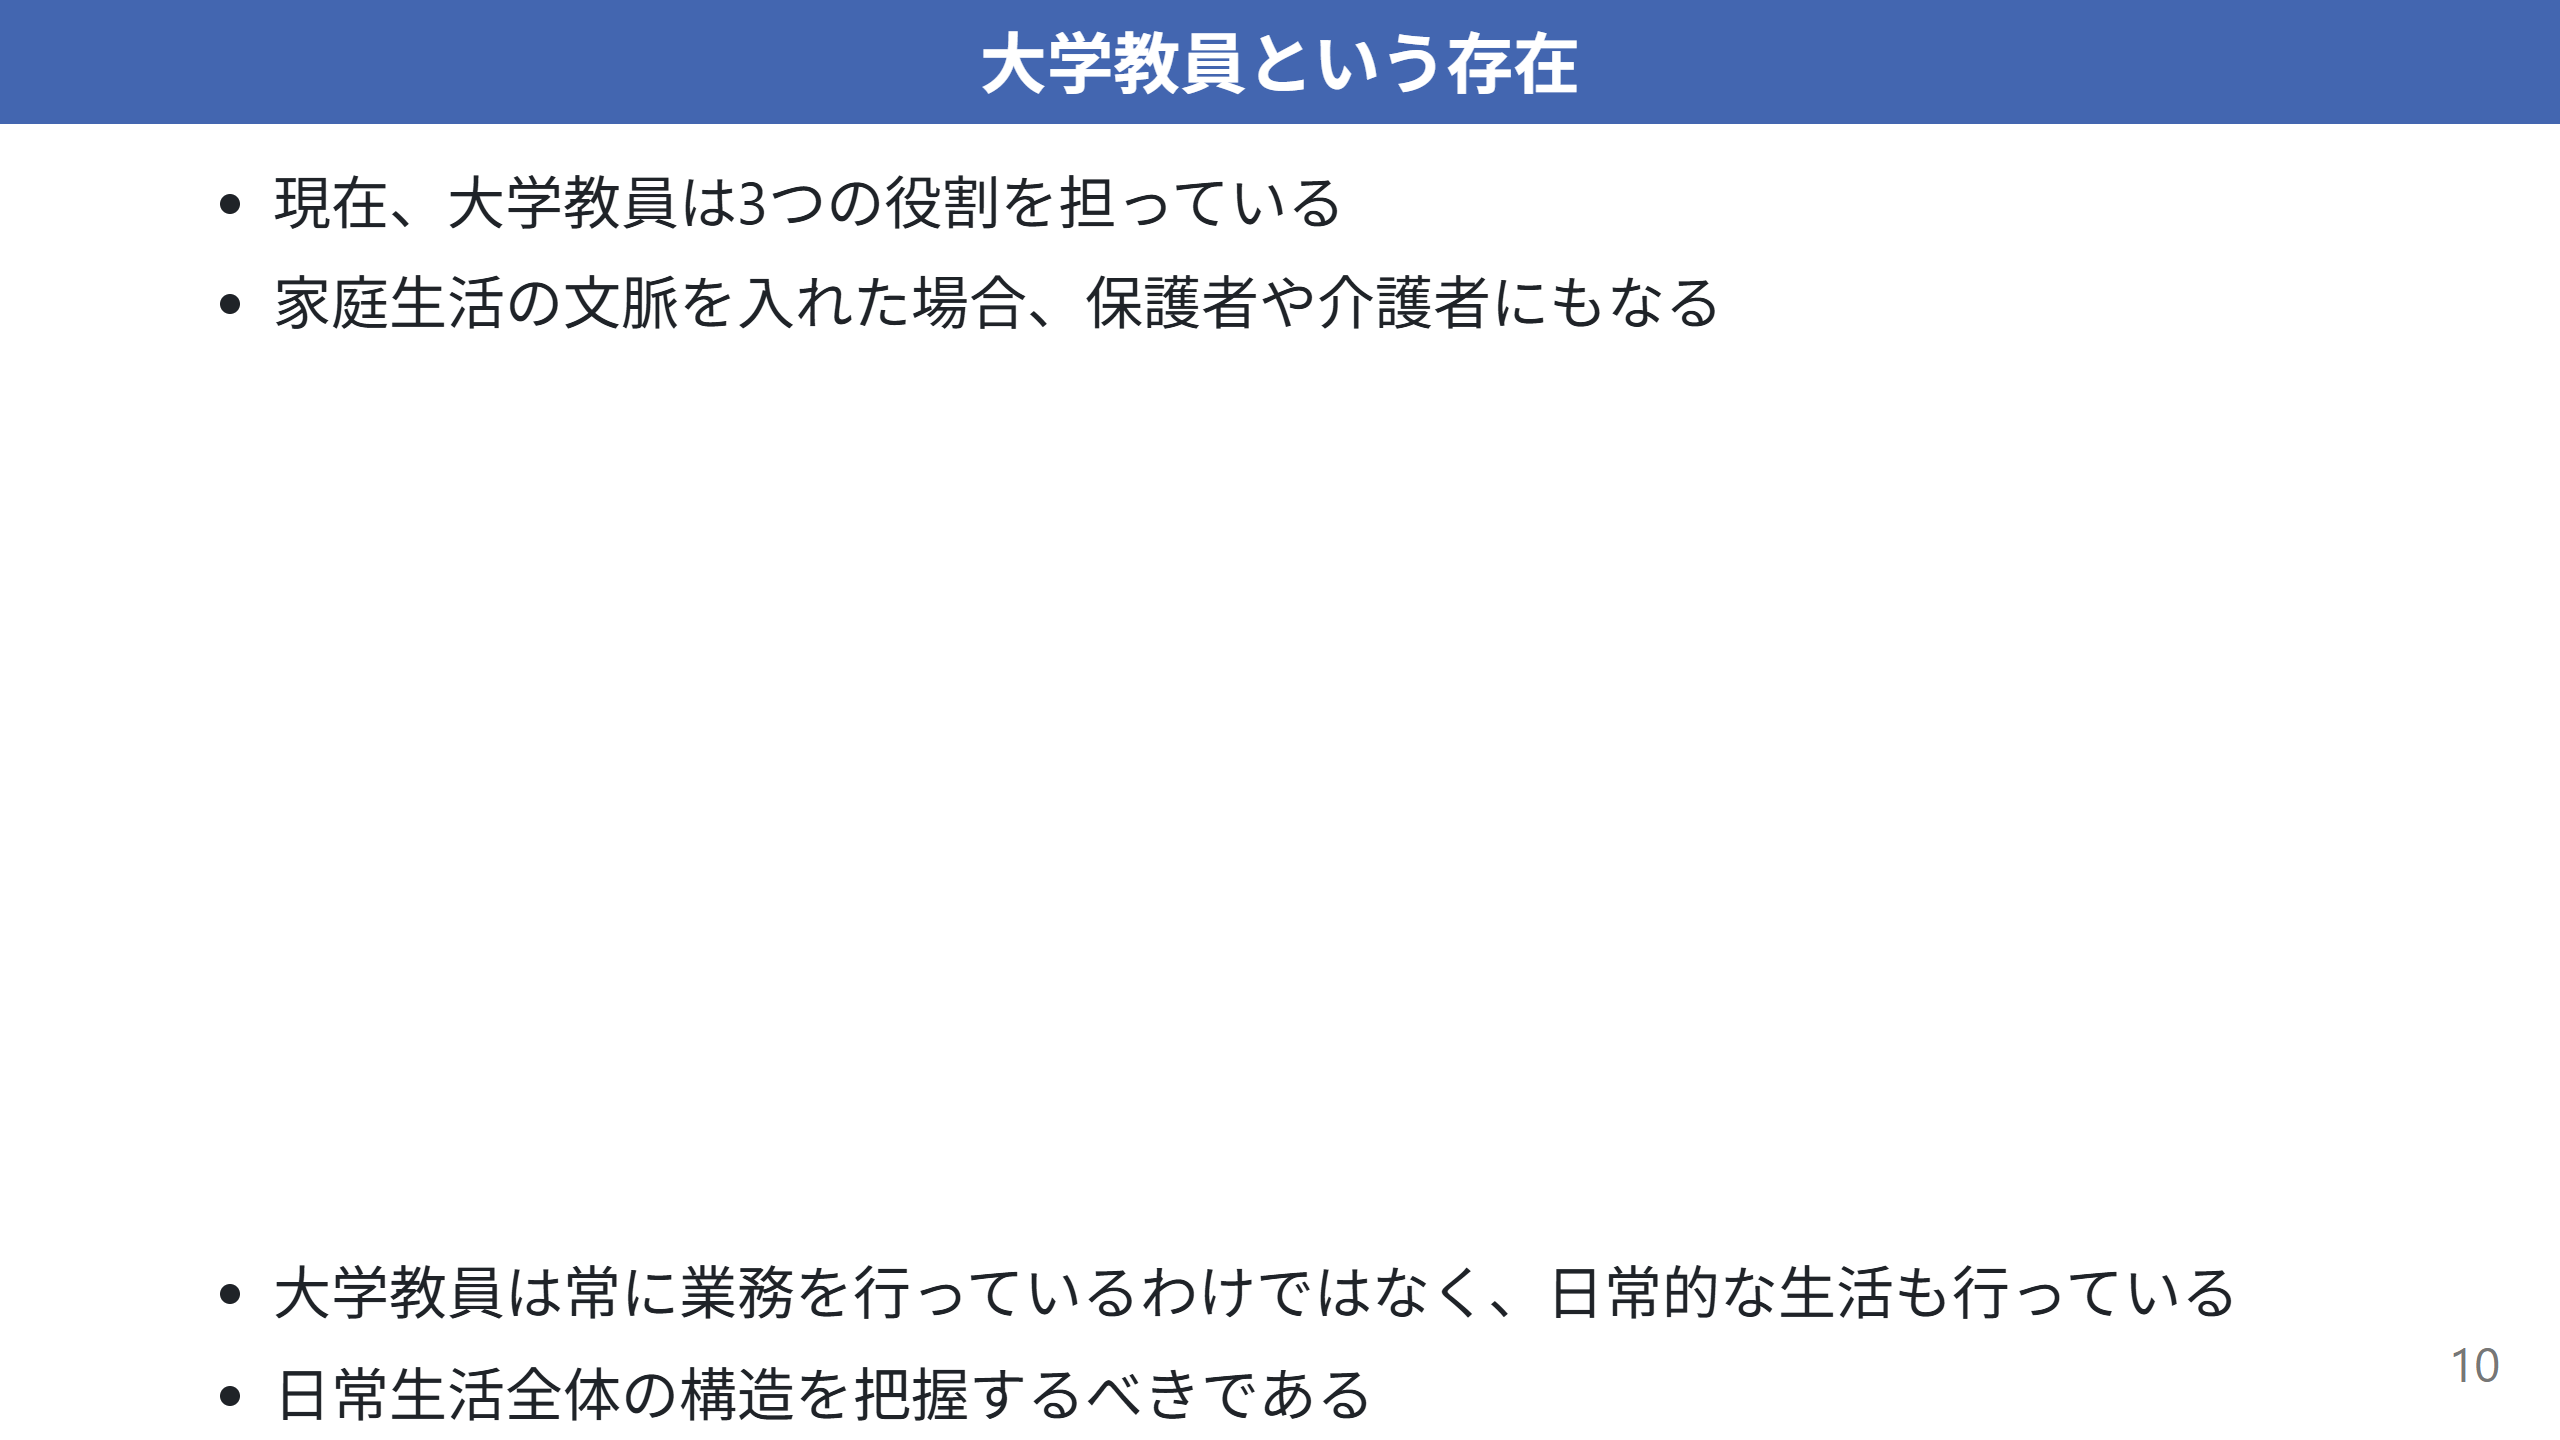 大学教員という存在
• 現在、大学教員は3つの役割を担っている
• 家庭生活の文脈を入れた場合、保護者や介護者にもなる
• 大学教員は常に業務を行っているわけではなく、日常的な生活も行っている
• 日常生活全体の構造を把握するべきである
10